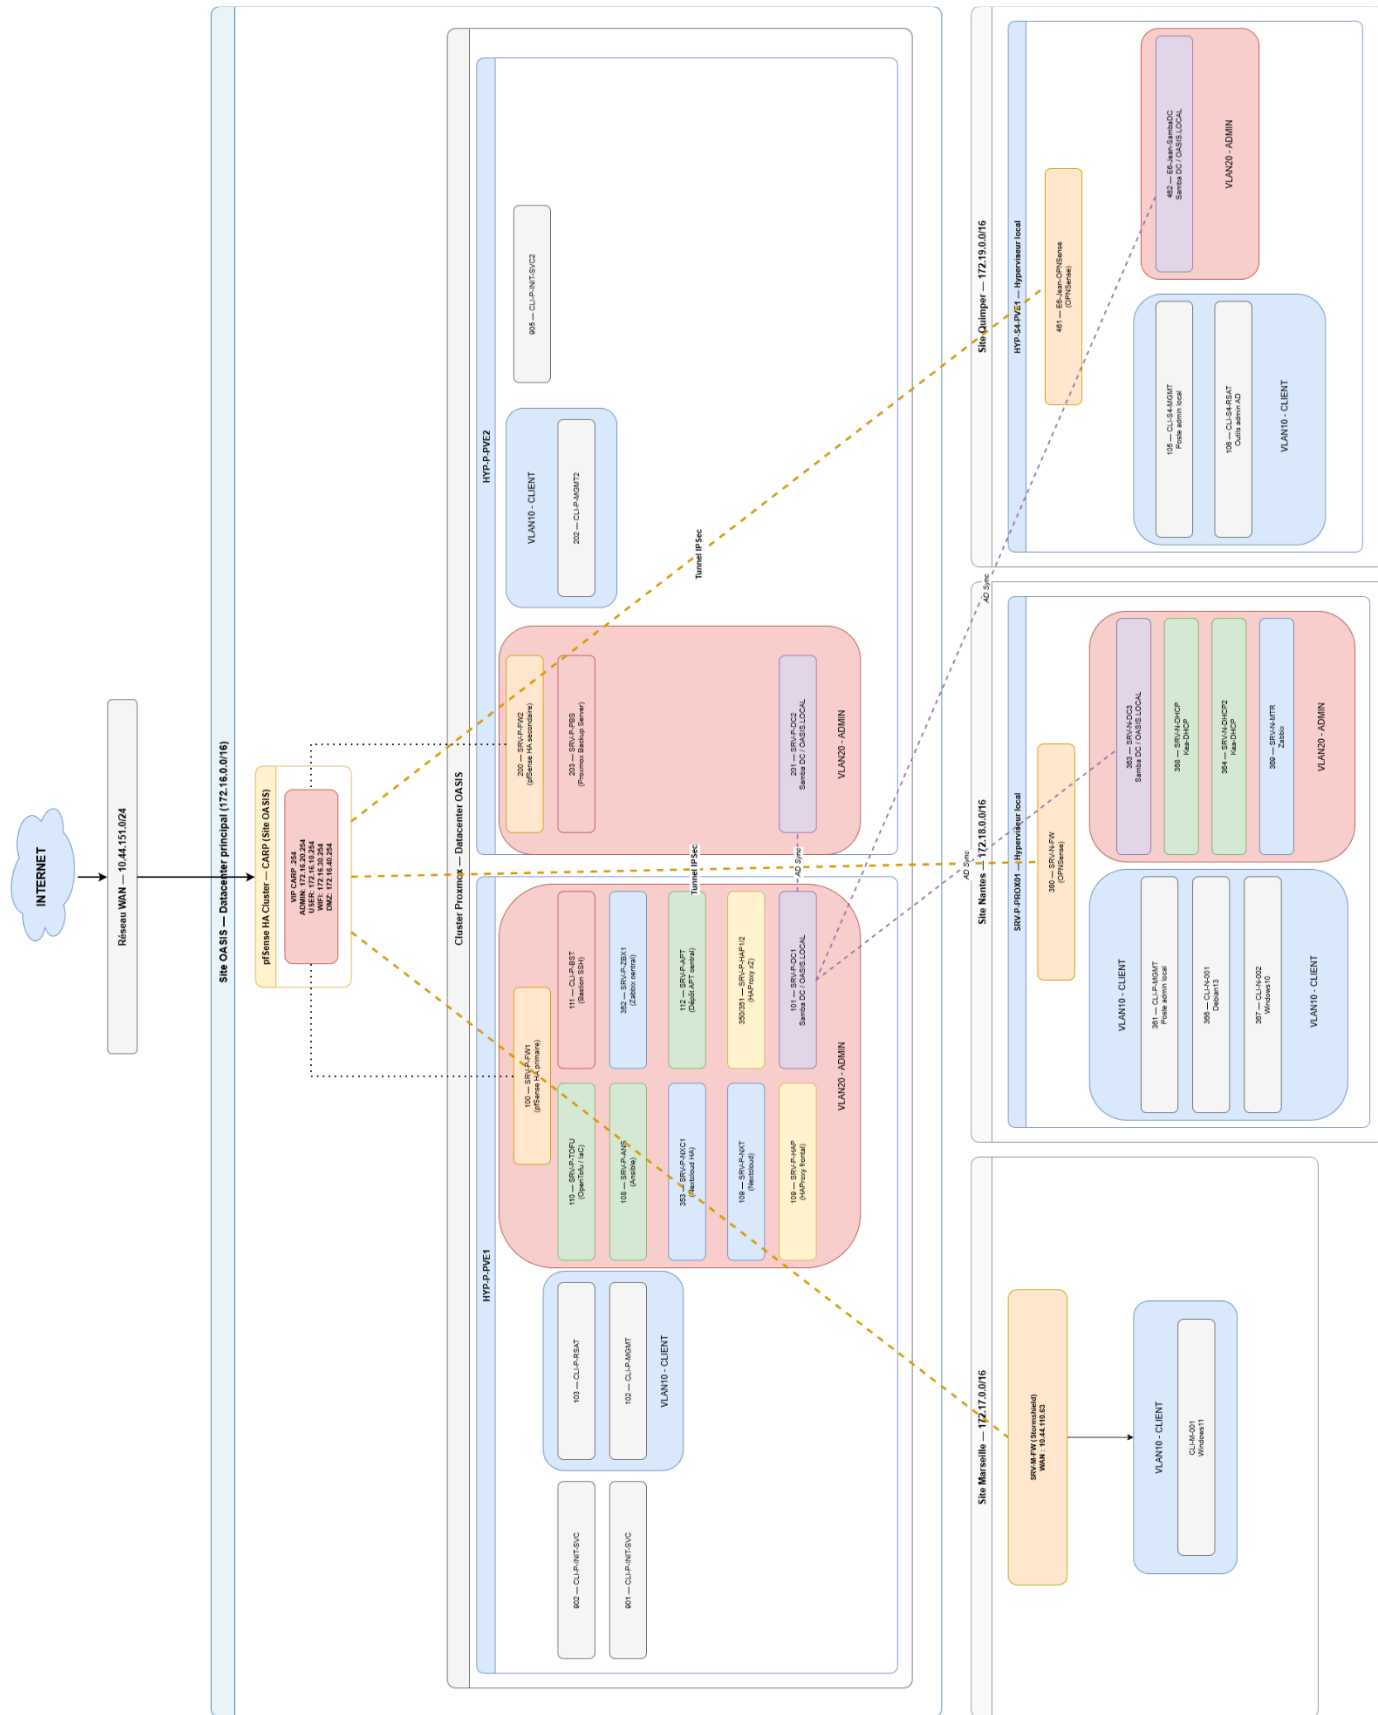 INTERNET
Réseau WAN — 10.44.151.0/24
Site OASIS — Datacenter principal (172.16.0.0/16)
pfSense HA Cluster — CARP (Site OASIS)
VIP CARP .254
ADMIN: 172.16.20.254
USER: 172.16.10.254
WIFI: 172.16.30.254
DMZ: 172.16.40.254
Cluster Proxmox — Datacenter OASIS
HYP-P-PVE1
902 — CLI-P-INIT-SVC
901 — CLI-P-INIT-SVC
103 — CLI-P-RSAT
102 — CLI-P-MGMT
VLAN10 - CLIENT
100 — SRV-P-FW1
(pfSense HA primaire)
110 — SRV-P-TOFU
(OpenTofu / IaC)
111 — CLI-P-BST
(Bastion SSH)
108 — SRV-P-ANS
(Ansible)
352 — SRV-P-ZBX1
(Zabbix central)
353 — SRV-P-NXC1
(Nextcloud HA)
112 — SRV-P-APT
(Dépôt APT central)
109 — SRV-P-NXT
(Nextcloud)
350/351 — SRV-P-HAP1/2
(HAProxy x2)
109 — SRV-P-HAP
(HAProxy frontal)
101 — SRV-P-DC1
Samba DC / OASIS.LOCAL
VLAN20 - ADMIN
HYP-P-PVE2
200 — SRV-P-FW2
(pfSense HA secondaire)
203 — SRV-P-PBS
(Proxmox Backup Server)
201 — SRV-P-DC2
Samba DC / OASIS.LOCAL
VLAN20 - ADMIN
VLAN10 - CLIENT
202 — CLI-P-MGMT2
905 — CLI-P-INIT-SVC2
Tunnel IPSec
Tunnel IPSec
AD Sync
AD Sync
AD Sync
Site Marseille — 172.17.0.0/16
SRV-M-FW (Stormshield)
WAN : 10.44.110.63
VLAN10 - CLIENT
CLI-M-001
Windows11
Site Nantes — 172.18.0.0/16
SRV-P-PROX01 — Hyperviseur local
360 — SRV-N-FW
(OPNSense)
VLAN10 - CLIENT
361 — CLI-P-MGMT
Poste admin local
366 — CLI-N-001
Debian13
367 — CLI-N-002
Windows10
VLAN10 - CLIENT
363 — SRV-N-DC3
Samba DC / OASIS.LOCAL
368 — SRV-N-DHCP
Kea-DHCP
364 — SRV-N-DHCP2
Kea-DHCP
369 — SRV-N-MTR
Zabbix
VLAN20 - ADMIN
Site Quimper — 172.19.0.0/16
HYP-S4-PVE1 — Hyperviseur local
461 — E6-Jean-OPNSense
(OPNSense)
105 — CLI-S4-MGMT
Poste admin local
106 — CLI-S4-RSAT
Outils admin AD
VLAN10 - CLIENT
462 — E6-Jean-SambaDC
Samba DC / OASIS.LOCAL
VLAN20 - ADMIN